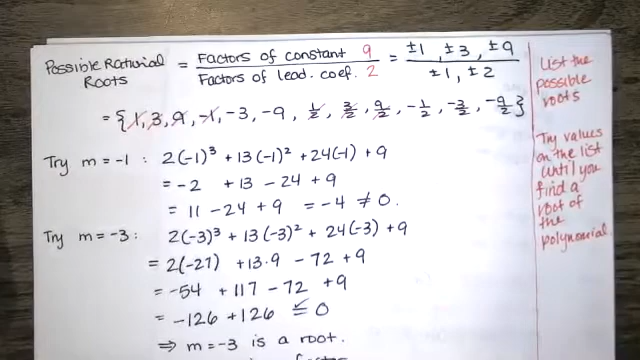 Possible Rational Roots = Factors of constant 9 / Factors of lead. coef. 2 = ±1, ±3, ±9 / ±1, ±2
= {1, 3, 9, -1, -3, -9, 1/2, 3/2, 9/2, -1/2, -3/2, -9/2}
Try m = -1 : 2(-1)³ + 13(-1)² + 24(-1) + 9
= -2 + 13 - 24 + 9
= 11 - 24 + 9 = -4 ≠ 0.
Try m = -3 : 2(-3)³ + 13(-3)² + 24(-3) + 9
= 2(-27) + 13·9 - 72 + 9
= -54 + 117 - 72 + 9
= -126 + 126 = 0
⇒ m = -3 is a root.
List the
possible
roots
Try values
on the list
until you
find a
root of
the
polynomial.